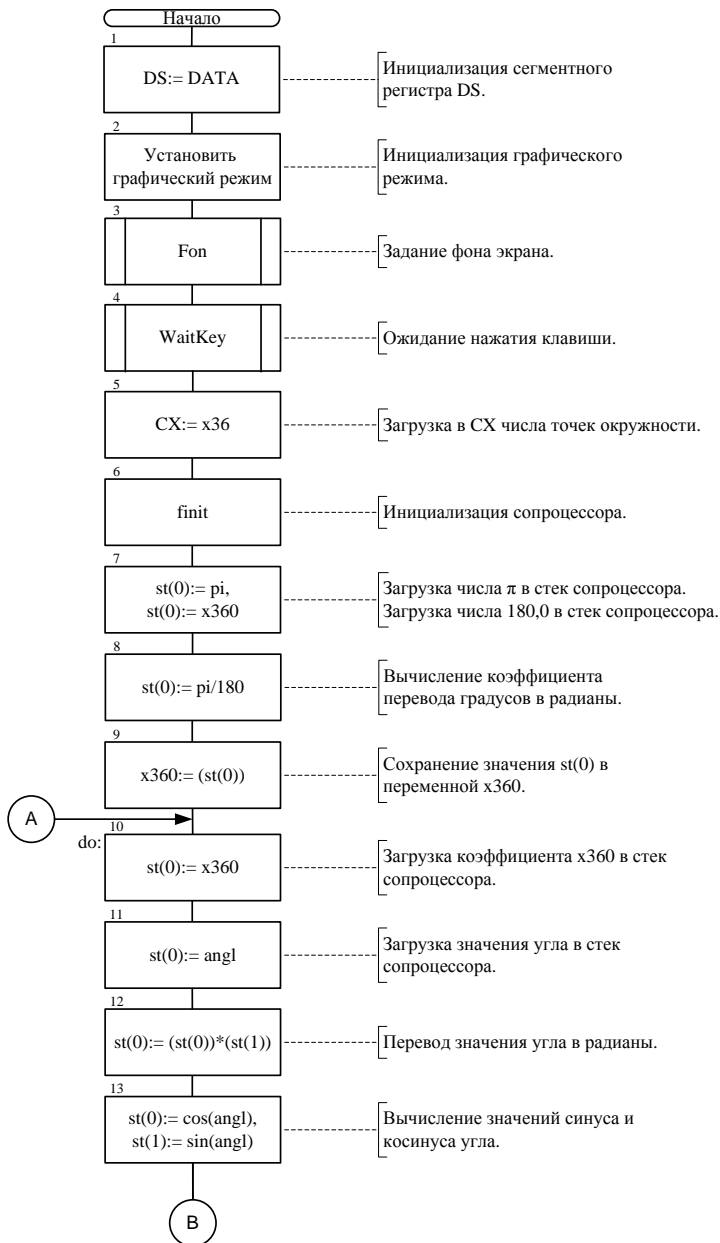 Начало
1
DS:= DATA
Инициализация сегментного
регистра DS.
2
Установить
графический режим
Инициализация графического
режима.
3
Fon
Задание фона экрана.
4
WaitKey
Ожидание нажатия клавиши.
5
CX:= x36
Загрузка в CX числа точек окружности.
6
finit
Инициализация сопроцессора.
7
st(0):= pi,
st(0):= x360
Загрузка числа π в стек сопроцессора.
Загрузка числа 180,0 в стек сопроцессора.
8
st(0):= pi/180
Вычисление коэффициента
перевода градусов в радианы.
9
x360:= (st(0))
Сохранение значения st(0) в
переменной x360.
A
do:
10
st(0):= x360
Загрузка коэффициента x360 в стек
сопроцессора.
11
st(0):= angl
Загрузка значения угла в стек
сопроцессора.
12
st(0):= (st(0))*(st(1))
Перевод значения угла в радианы.
13
st(0):= cos(angl),
st(1):= sin(angl)
Вычисление значений синуса и
косинуса угла.
B